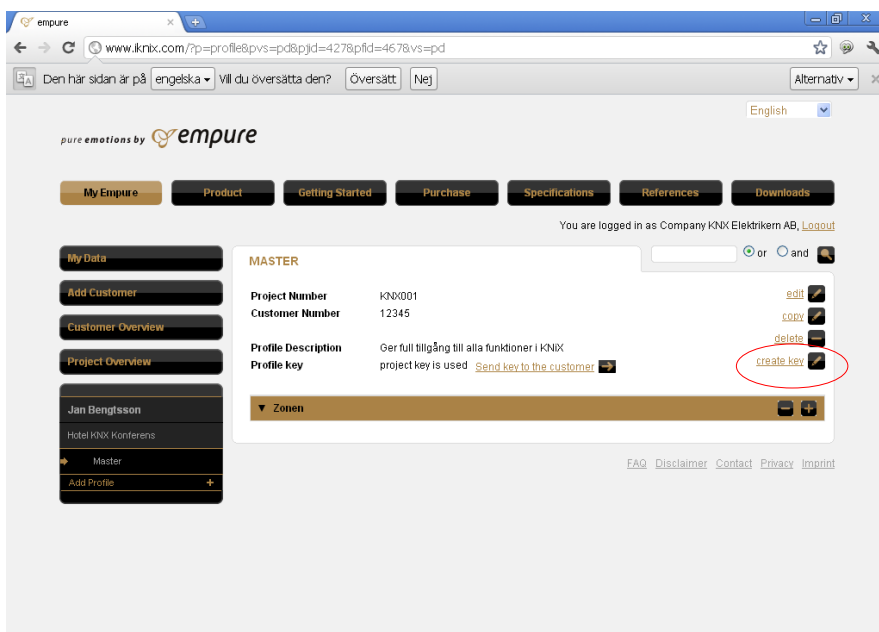 empure
www.iknix.com/?p=profile&pvs=pd&pjid=427&pfid=467&vs=pd
Den här sidan är på engelska Vill du översätta den? Översätt Nej Alternativ
English
pure emotions by empure
My Empure Product Getting Started Purchase Specifications References Downloads
You are logged in as Company KNX Elektrikern AB, Logout
My Data
Add Customer
Customer Overview
Project Overview
Jan Bengtsson
Hotel KNX Konferens
Master
Add Profile +
MASTER
or and
Project Number KNX001
Customer Number 12345
Profile Description Ger full tillgång till alla funktioner i KNiX
Profile key project key is used Send key to the customer
edit
copy
delete
create key
Zonen
FAQ Disclaimer Contact Privacy Imprint